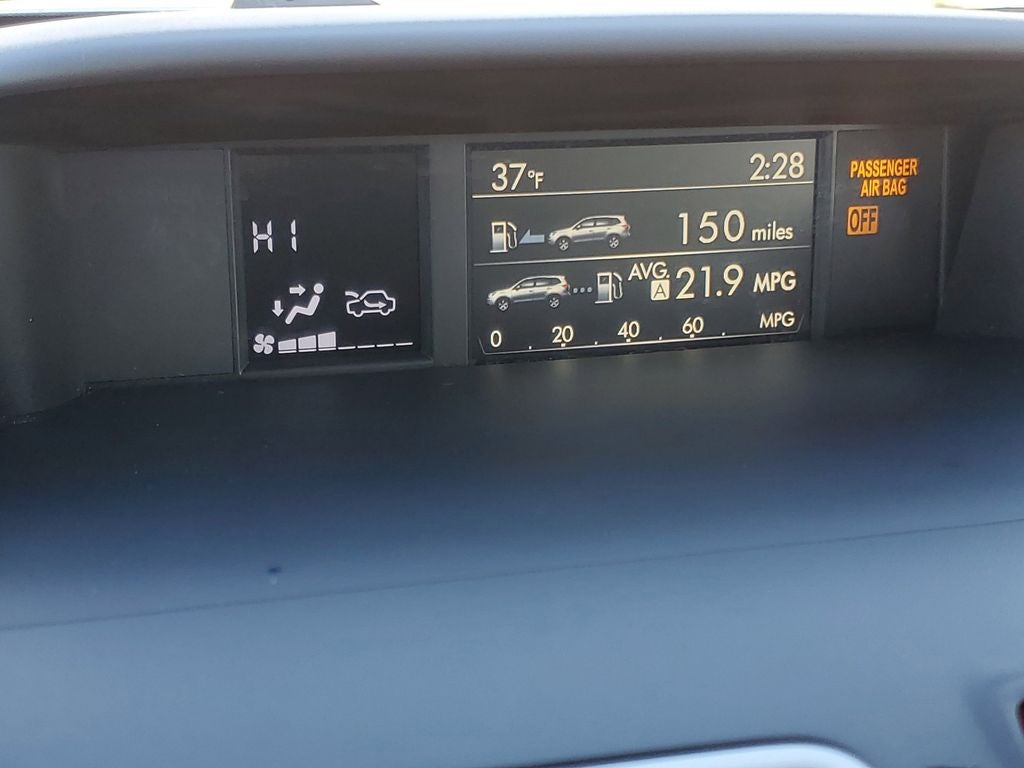 HI
37°F 2:28
150 miles
AVG.
A 21.9 MPG
0 20 40 60 MPG
PASSENGER
AIR BAG
OFF